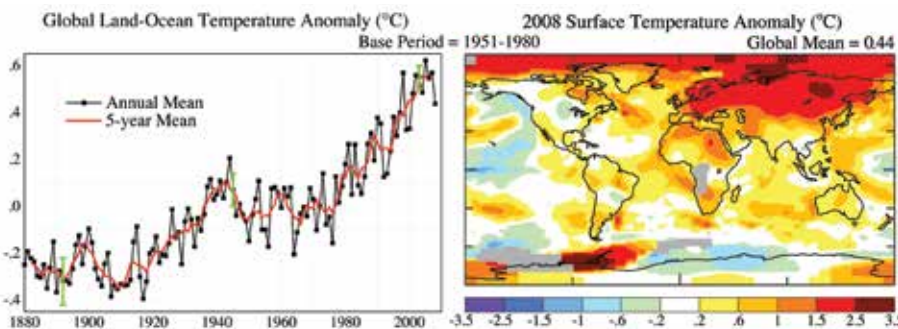 Global Land-Ocean Temperature Anomaly (°C)
2008 Surface Temperature Anomaly (°C)
Base Period = 1951-1980
Global Mean = 0.44
.6
.4
.2
.0
-.2
-.4
Annual Mean
5-year Mean
1880 1900 1920 1940 1960 1980 2000
-3.5 -2.5 -1.5 -1 -.6 -.2 .2 .6 1 1.5 2.5 3.5